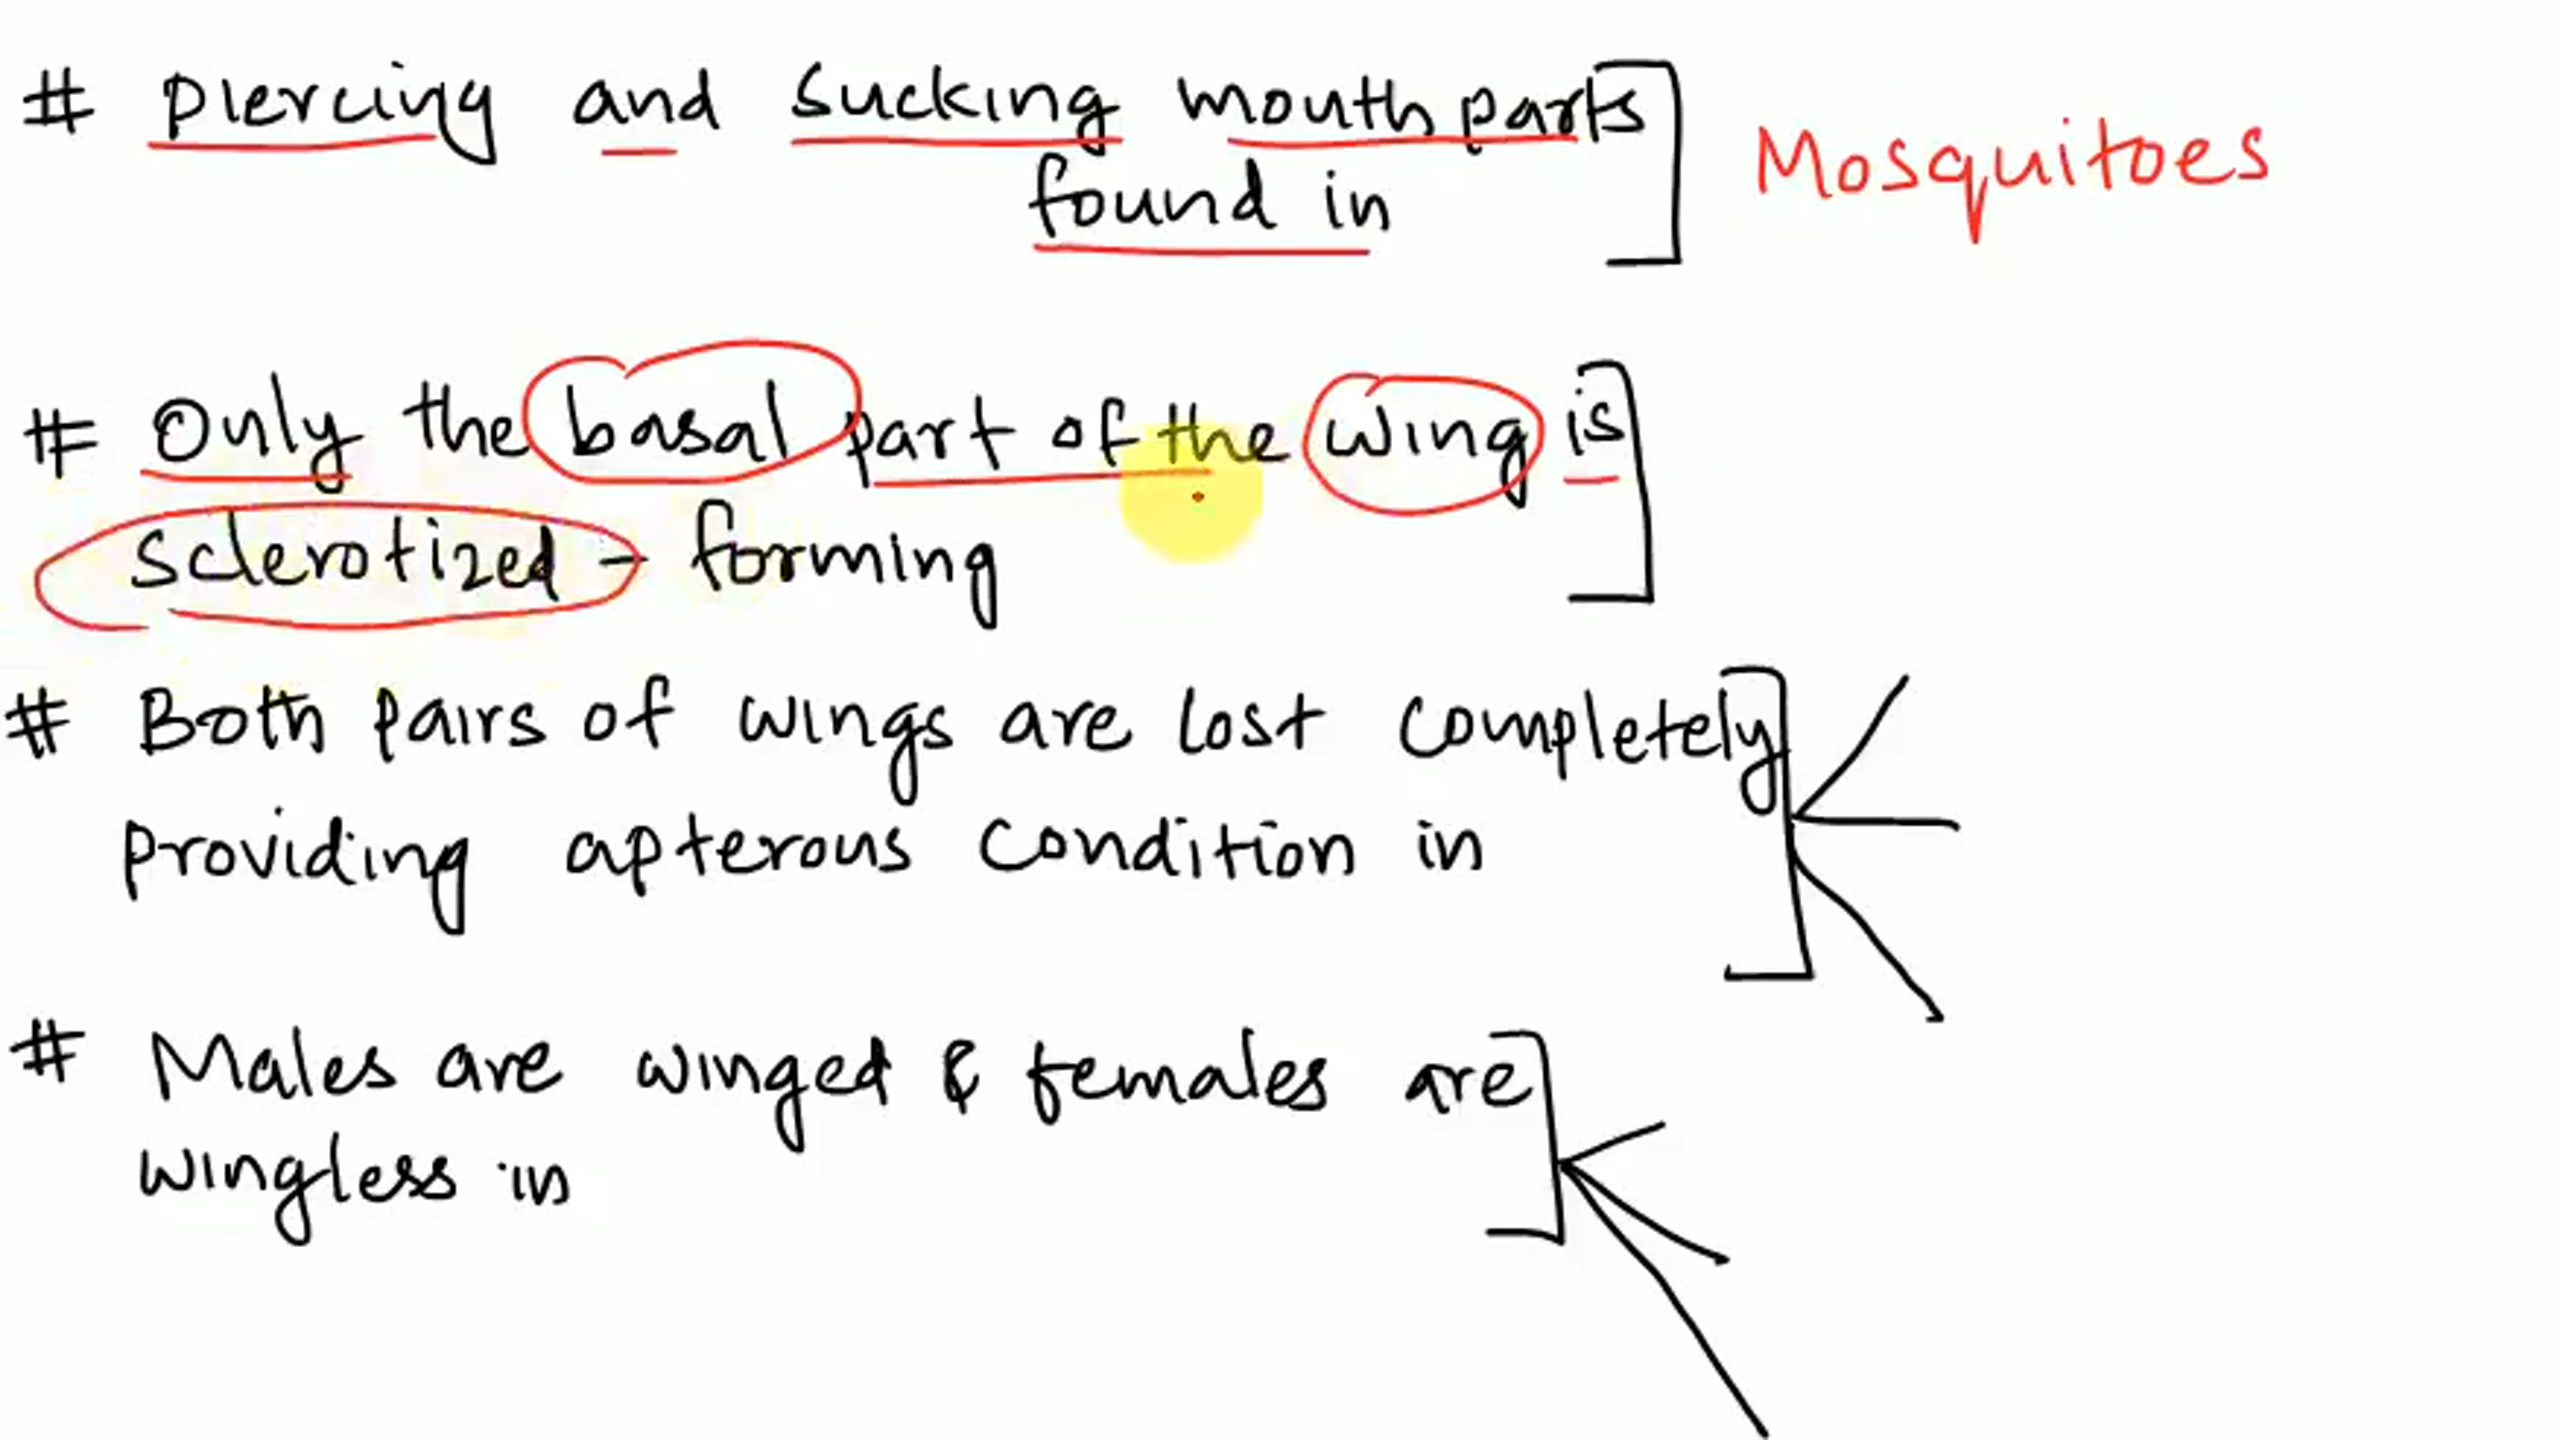 # Piercing and sucking mouth parts
found in
Mosquitoes
# Only the basal part of the wing is
sclerotized - forming
# Both pairs of wings are lost completely
providing apterous condition in
# Males are winged & females are
wingless in